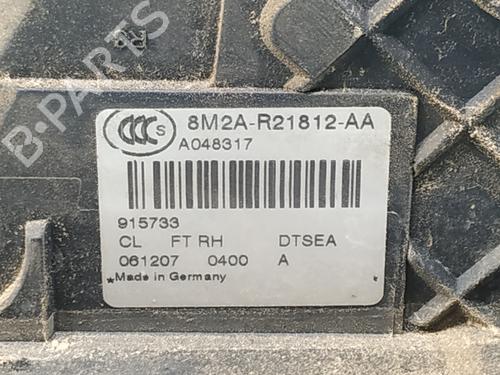 B-PARTS
CCC S
8M2A-R21812-AA
A048317
915733
CL FT RH DTSEA
061207 0400 A
*Made in Germany